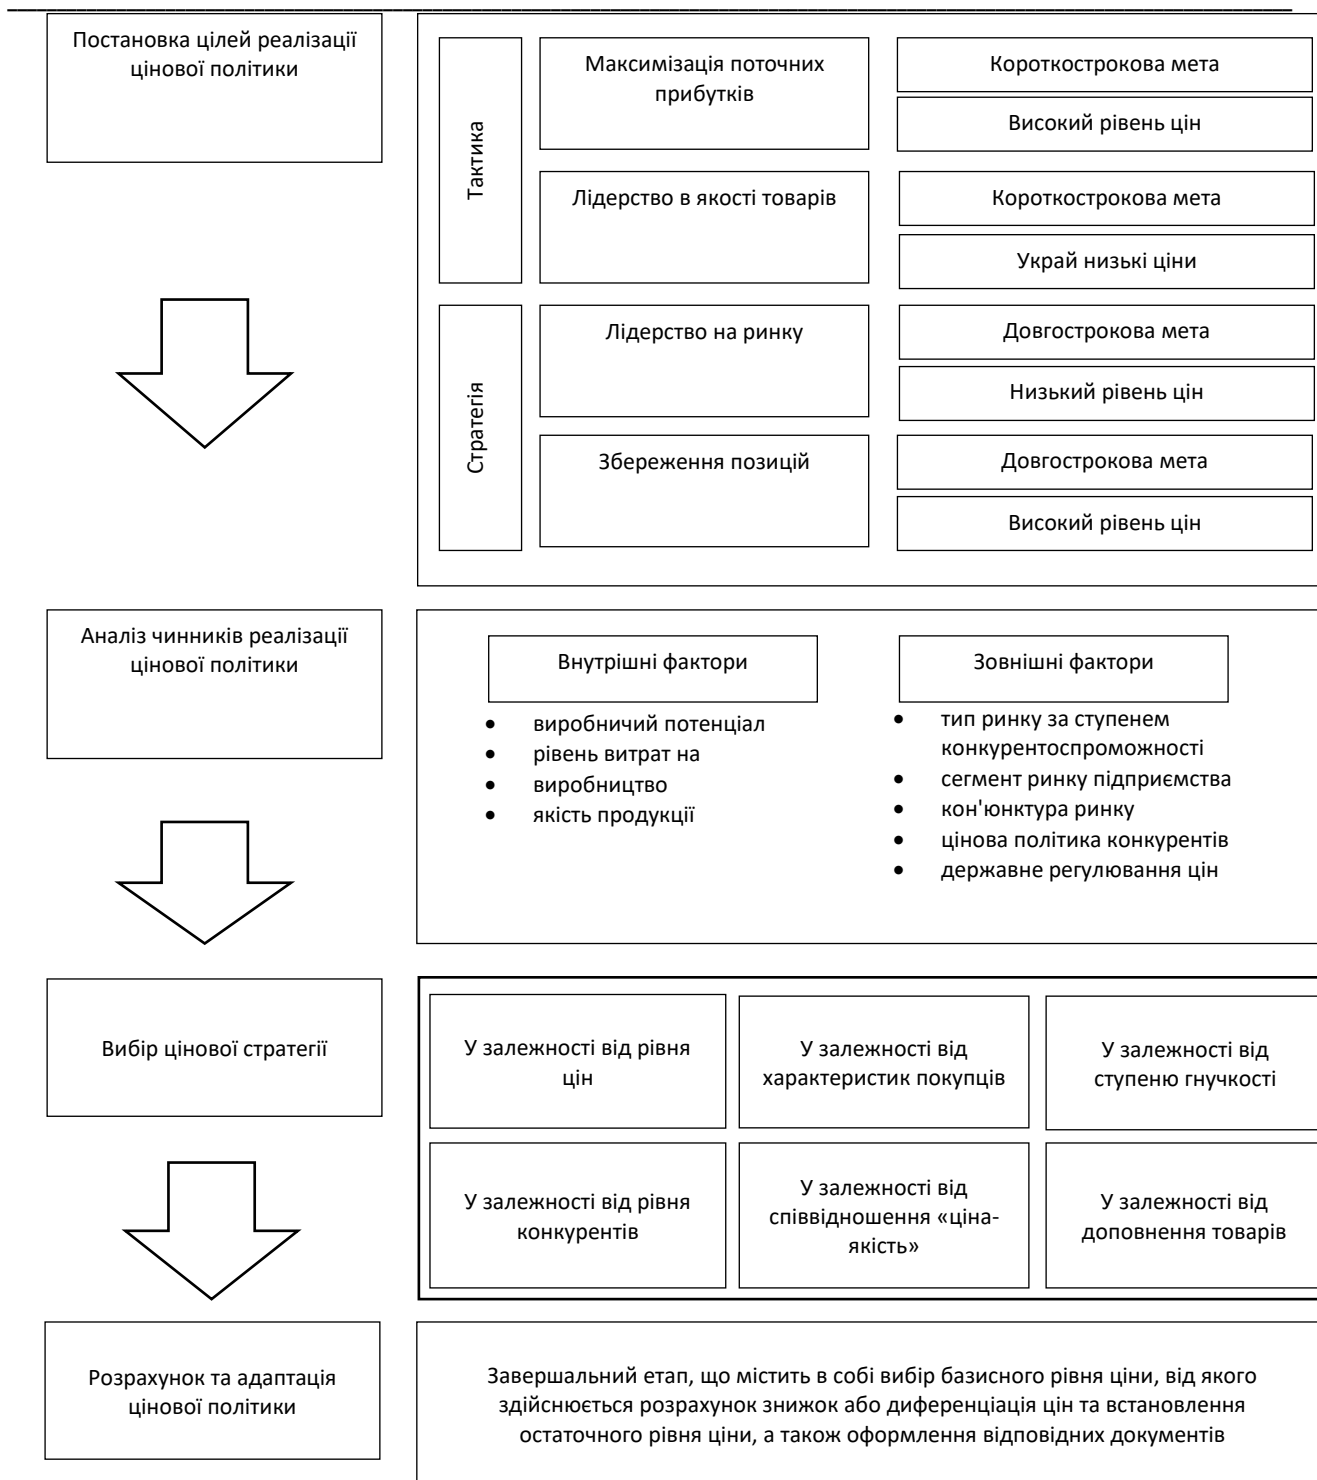 Постановка цілей реалізації
цінової політики
Тактика
Максимізація поточних
прибутків
Короткострокова мета
Високий рівень цін
Лідерство в якості товарів
Короткострокова мета
Украй низькі ціни
Стратегія
Лідерство на ринку
Довгострокова мета
Низький рівень цін
Збереження позицій
Довгострокова мета
Високий рівень цін
Аналіз чинників реалізації
цінової політики
Внутрішні фактори
• виробничий потенціал
• рівень витрат на
• виробництво
• якість продукції
Зовнішні фактори
• тип ринку за ступенем
конкурентоспроможності
• сегмент ринку підприємства
• кон'юнктура ринку
• цінова політика конкурентів
• державне регулювання цін
Вибір цінової стратегії
У залежності від рівня
цін
У залежності від
характеристик покупців
У залежності від
ступеню гнучкості
У залежності від рівня
конкурентів
У залежності від
співвідношення «ціна-
якість»
У залежності від
доповнення товарів
Розрахунок та адаптація
цінової політики
Завершальний етап, що містить в собі вибір базисного рівня ціни, від якого
здійснюється розрахунок знижок або диференціація цін та встановлення
остаточного рівня ціни, а також оформлення відповідних документів